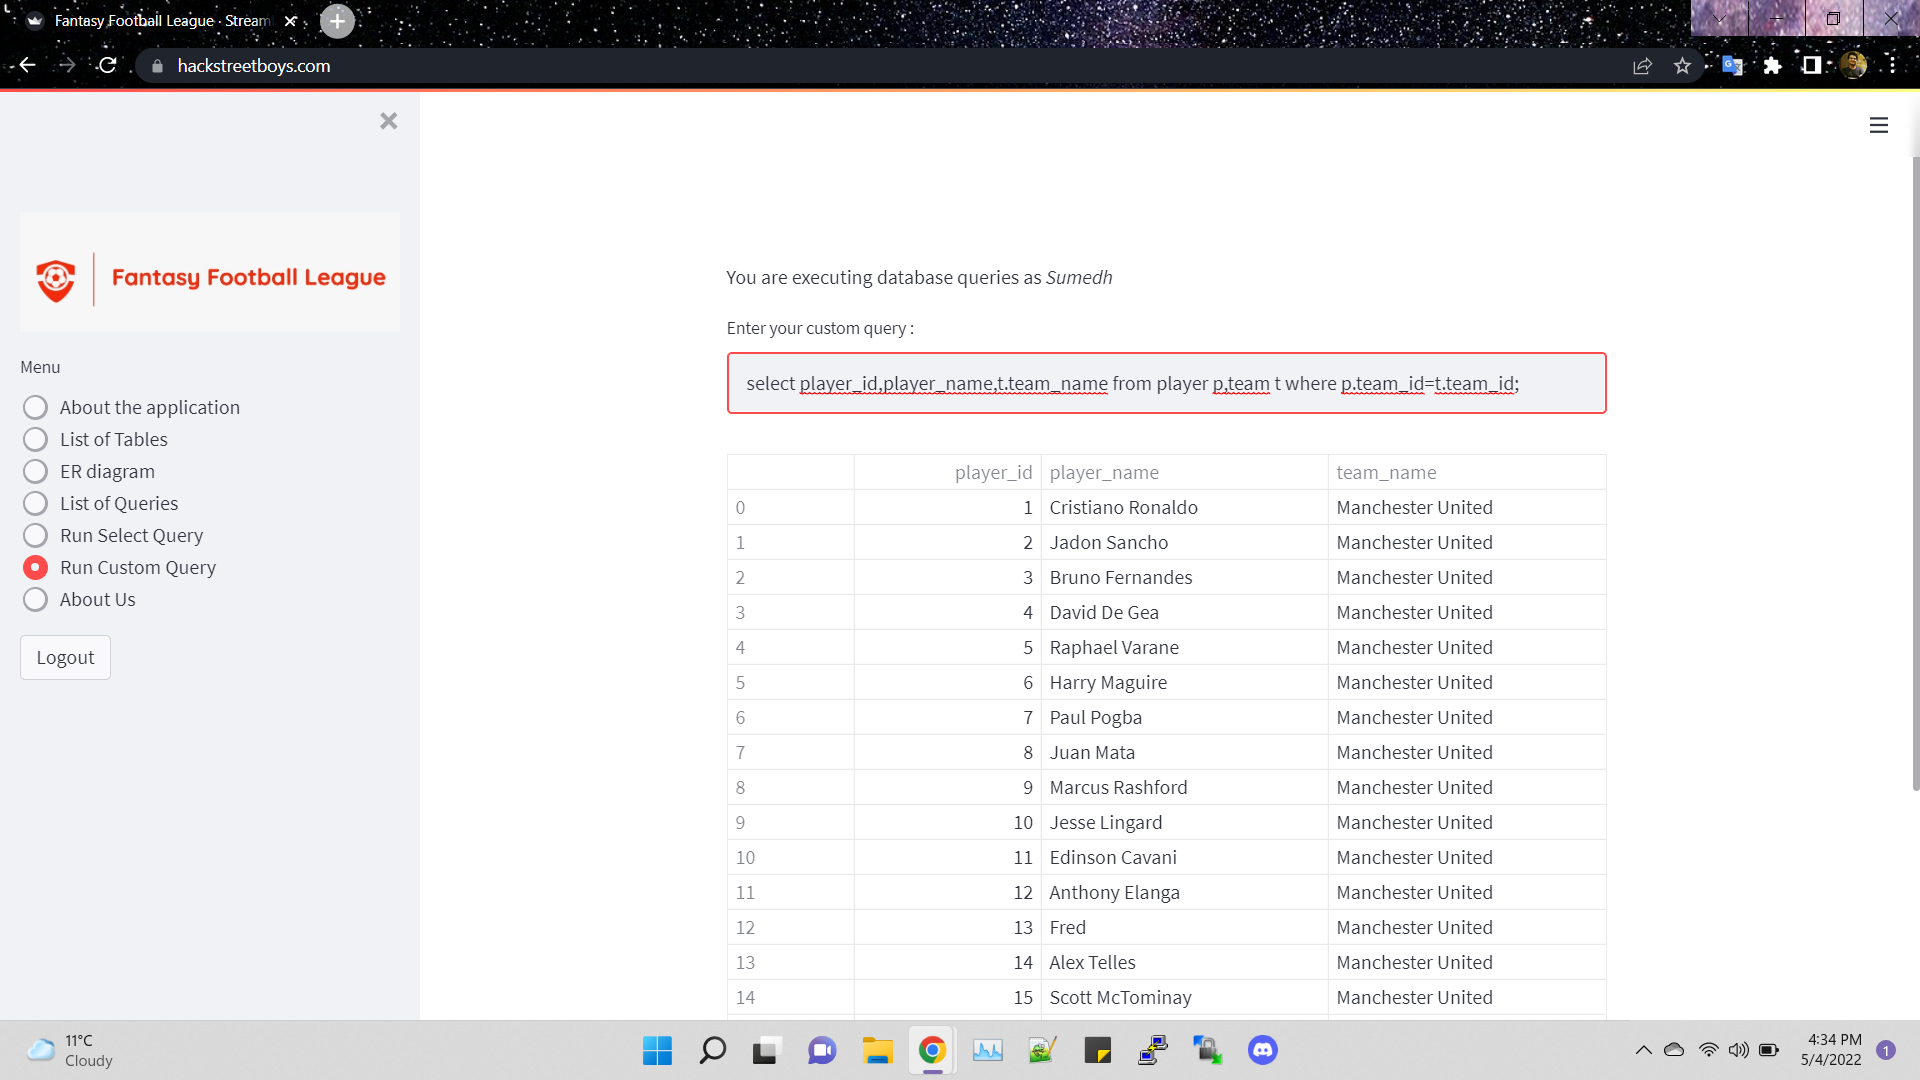 Fantasy Football League · Stream
hackstreetboys.com
Fantasy Football League
Menu
About the application
List of Tables
ER diagram
List of Queries
Run Select Query
Run Custom Query
About Us
Logout
You are executing database queries as Sumedh
Enter your custom query :
select player_id,player_name,t.team_name from player p,team t where p.team_id=t.team_id;
player_id player_name team_name
0 1 Cristiano Ronaldo Manchester United
1 2 Jadon Sancho Manchester United
2 3 Bruno Fernandes Manchester United
3 4 David De Gea Manchester United
4 5 Raphael Varane Manchester United
5 6 Harry Maguire Manchester United
6 7 Paul Pogba Manchester United
7 8 Juan Mata Manchester United
8 9 Marcus Rashford Manchester United
9 10 Jesse Lingard Manchester United
10 11 Edinson Cavani Manchester United
11 12 Anthony Elanga Manchester United
12 13 Fred Manchester United
13 14 Alex Telles Manchester United
14 15 Scott McTominay Manchester United
11°C
Cloudy
4:34 PM
5/4/2022
1